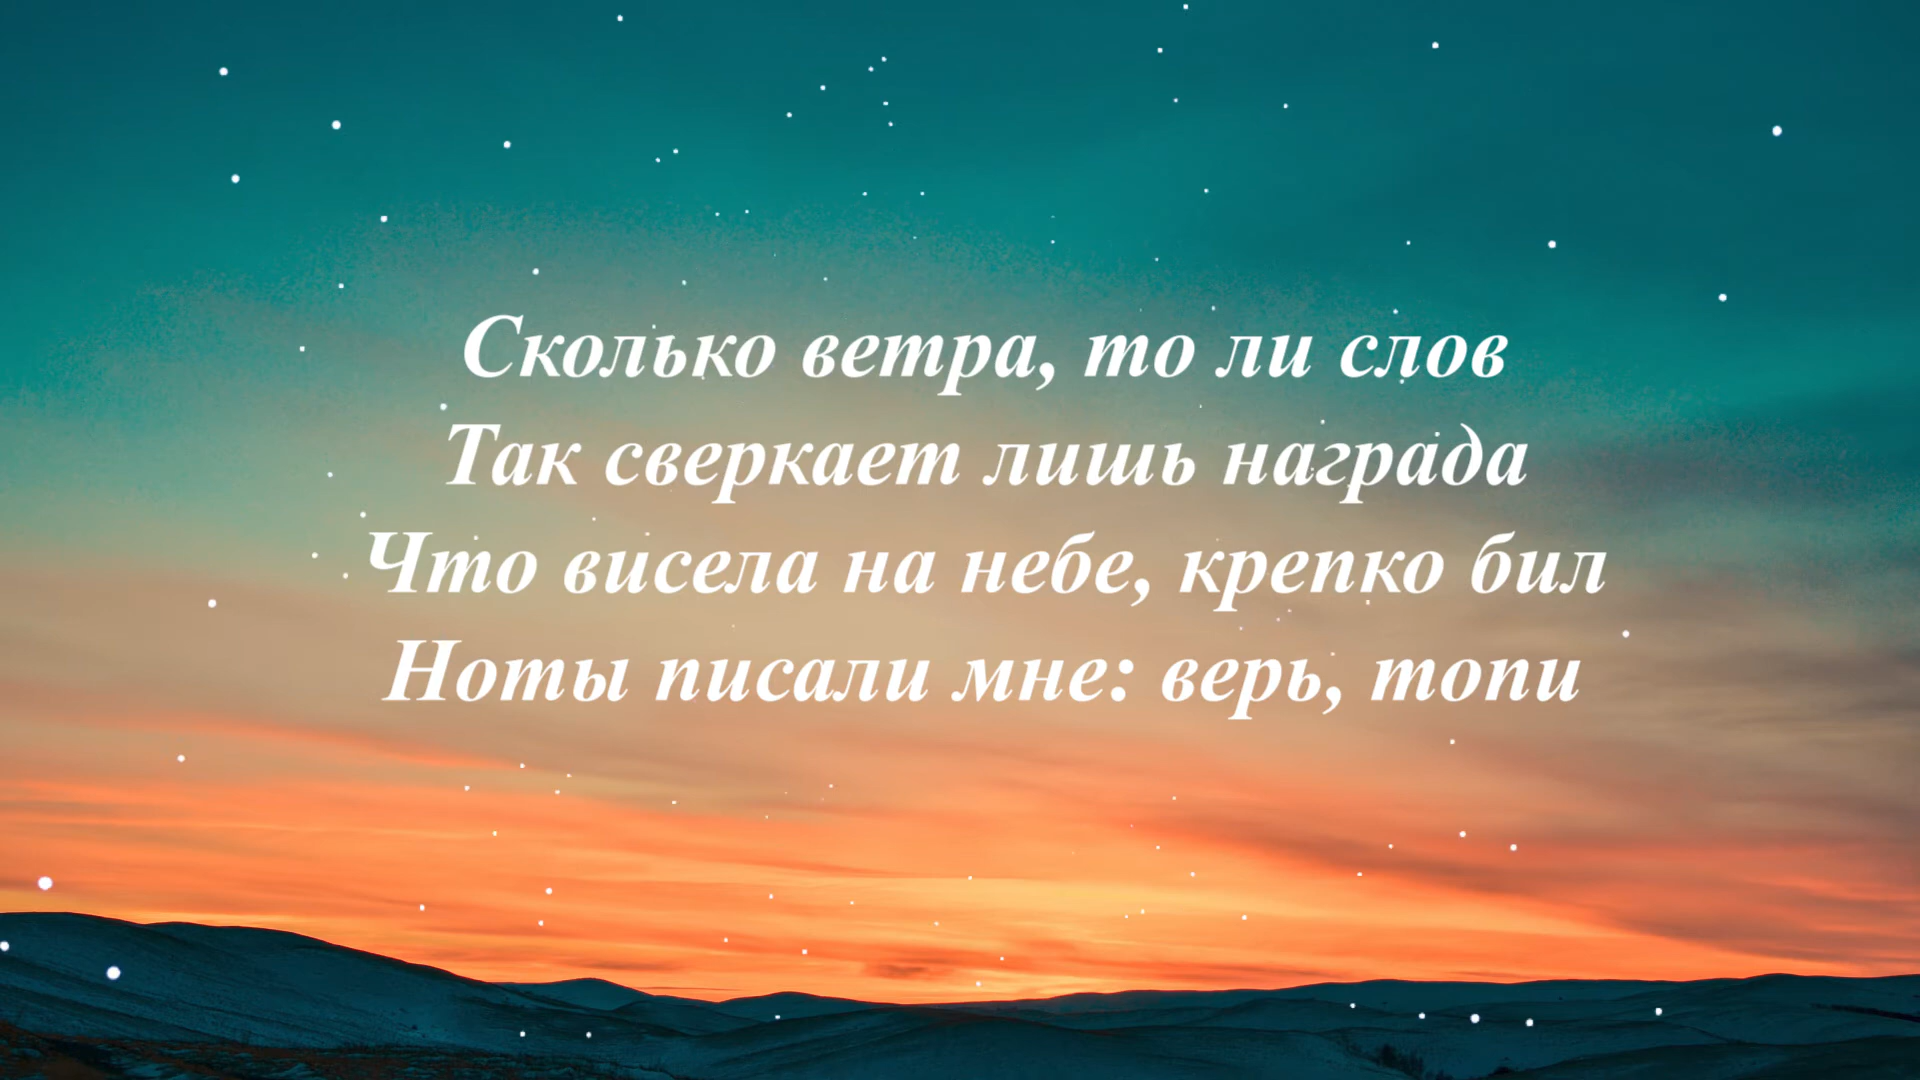 Сколько ветра, то ли слов
Так сверкает лишь награда
Что висела на небе, крепко бил
Ноты писали мне: верь, топи